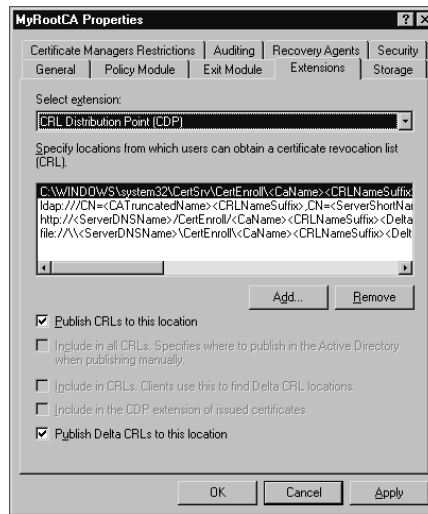 MyRootCA Properties
Certificate Managers Restrictions
Auditing
Recovery Agents
Security
General
Policy Module
Exit Module
Extensions
Storage
Select extension:
CRL Distribution Point (CDP)
Specify locations from which users can obtain a certificate revocation list
(CRL).
C:\WINDOWS\system32\CertSrv\CertEnroll\<CaName><CRLNameSuffix
ldap:///CN=<CATruncatedName><CRLNameSuffix>,CN=<ServerShortNa
http://<ServerDNSName>/CertEnroll/<CaName><CRLNameSuffix><Delta
file://\\<ServerDNSName>\CertEnroll\<CaName><CRLNameSuffix><Delt
Add...
Remove
Publish CRLs to this location
Include in all CRLs. Specifies where to publish in the Active Directory
when publishing manually.
Include in CRLs. Clients use this to find Delta CRL locations.
Include in the CDP extension of issued certificates
Publish Delta CRLs to this location
OK
Cancel
Apply